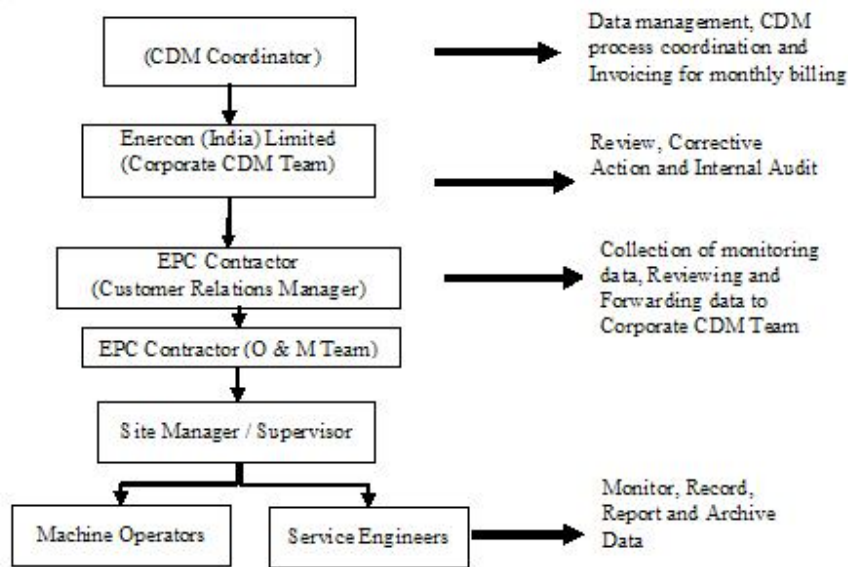 (CDM Coordinator)
Data management, CDM
process coordination and
Invoicing for monthly billing
Enercon (India) Limited
(Corporate CDM Team)
Review, Corrective
Action and Internal Audit
EPC Contractor
(Customer Relations Manager)
Collection of monitoring
data, Reviewing and
Forwarding data to
Corporate CDM Team
EPC Contractor (O & M Team)
Site Manager / Supervisor
Machine Operators
Service Engineers
Monitor, Record,
Report and Archive
Data